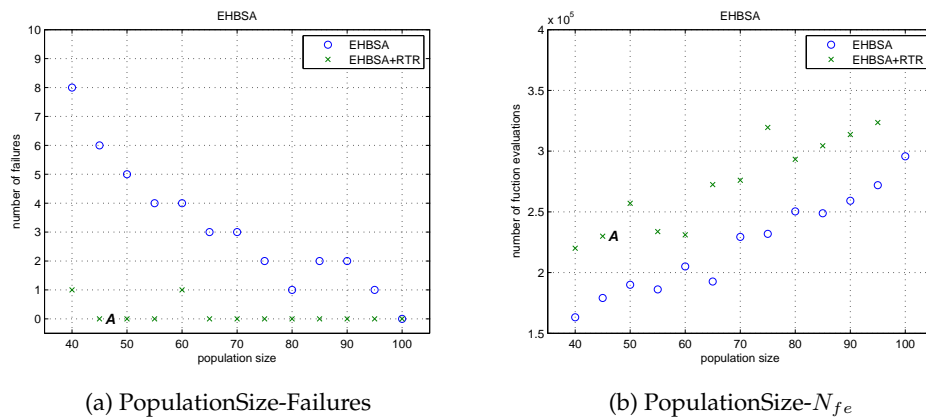 EHBSA
10
9
8
7
6
5
4
3
2
1
0
number of failures
EHBSA
EHBSA+RTR
A
40 50 60 70 80 90 100
population size
(a) PopulationSize-Failures
EHBSA
x 10^5
4
3.5
3
2.5
2
1.5
number of fuction evaluations
EHBSA
EHBSA+RTR
A
40 50 60 70 80 90 100
population size
(b) PopulationSize-N_{fe}